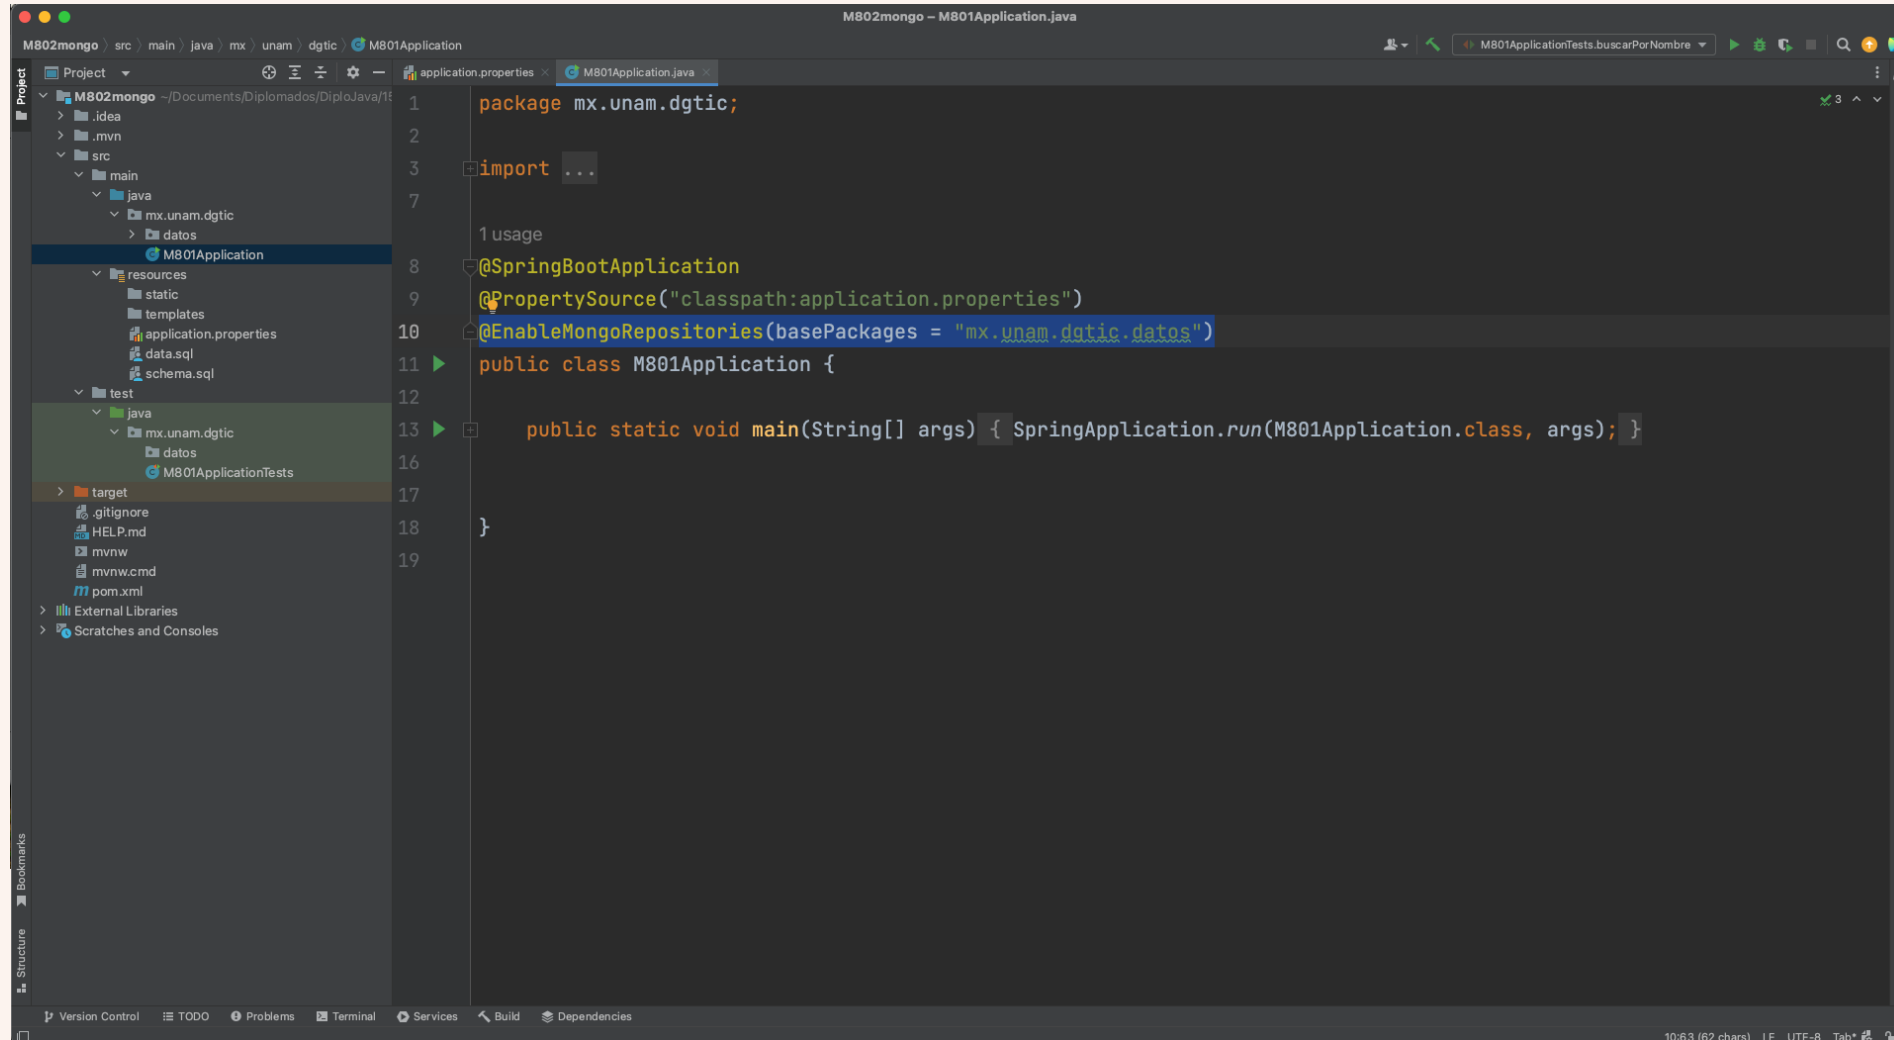 M802mongo – M801Application.java
M802mongo src main java mx unam dgtic M801Application
M801ApplicationTests.buscarPorNombre
Project
Project
application.properties
M801Application.java
M802mongo ~/Documents/Diplomados/DiploJava/15
.idea
.mvn
src
main
java
mx.unam.dgtic
datos
M801Application
resources
static
templates
application.properties
data.sql
schema.sql
test
java
mx.unam.dgtic
datos
M801ApplicationTests
target
.gitignore
HELP.md
mvnw
mvnw.cmd
pom.xml
External Libraries
Scratches and Consoles
3
1 package mx.unam.dgtic;
2
3 import ...
7
1 usage
8 @SpringBootApplication
9 @PropertySource("classpath:application.properties")
10 @EnableMongoRepositories(basePackages = "mx.unam.dgtic.datos")
11 public class M801Application {
12
13 public static void main(String[] args) { SpringApplication.run(M801Application.class, args); }
16
17
18 }
19
Bookmarks
Structure
Version Control TODO Problems Terminal Services Build Dependencies
10:63 (62 chars) LF UTF-8 Tab*